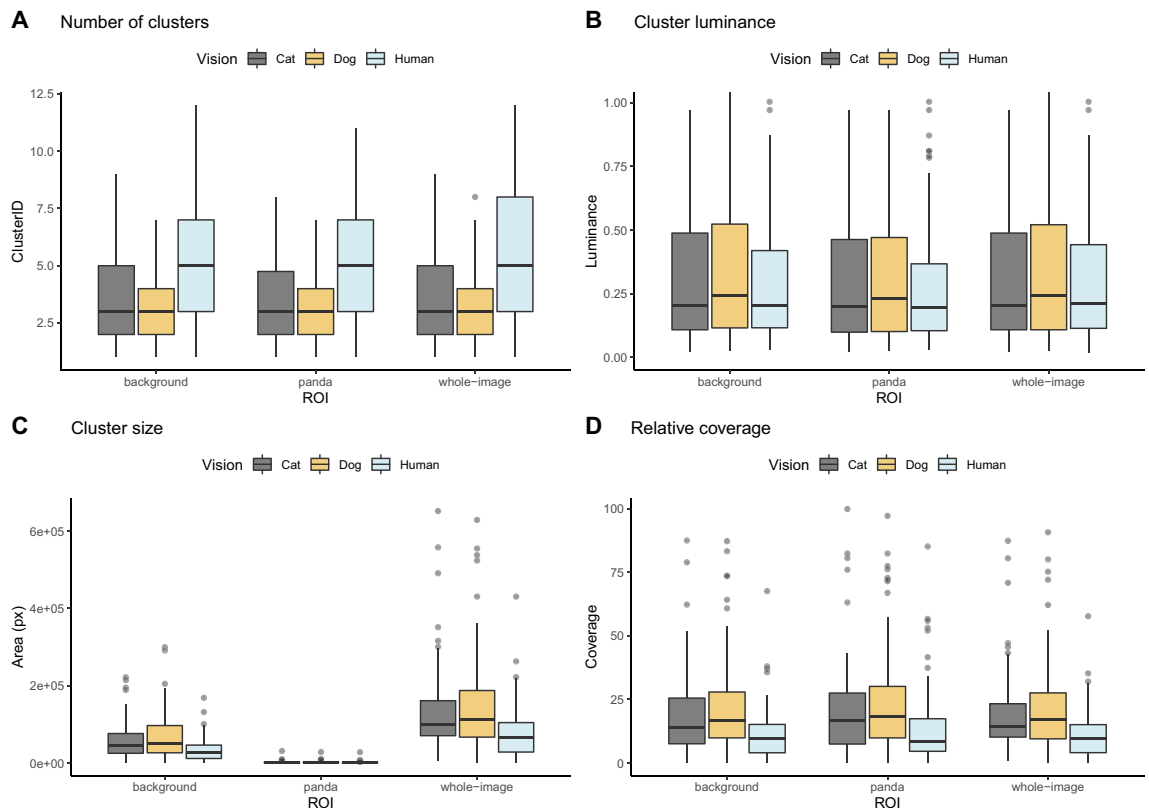 A Number of clusters
Vision Cat Dog Human
ClusterID
12.5
10.0
7.5
5.0
2.5
background panda whole−image
ROI
B Cluster luminance
Vision Cat Dog Human
Luminance
1.00
0.75
0.50
0.25
0.00
background panda whole−image
ROI
C Cluster size
Vision Cat Dog Human
Area (px)
6e+05
4e+05
2e+05
0e+00
background panda whole−image
ROI
D Relative coverage
Vision Cat Dog Human
Coverage
100
75
50
25
0
background panda whole−image
ROI